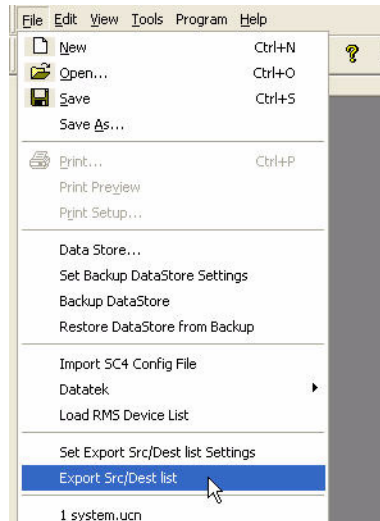 File Edit View Tools Program Help
New Ctrl+N
Open... Ctrl+O
Save Ctrl+S
Save As...
Print... Ctrl+P
Print Preview
Print Setup...
Data Store...
Set Backup DataStore Settings
Backup DataStore
Restore DataStore from Backup
Import SC4 Config File
Datatek
Load RMS Device List
Set Export Src/Dest list Settings
Export Src/Dest list
1 system.ucn